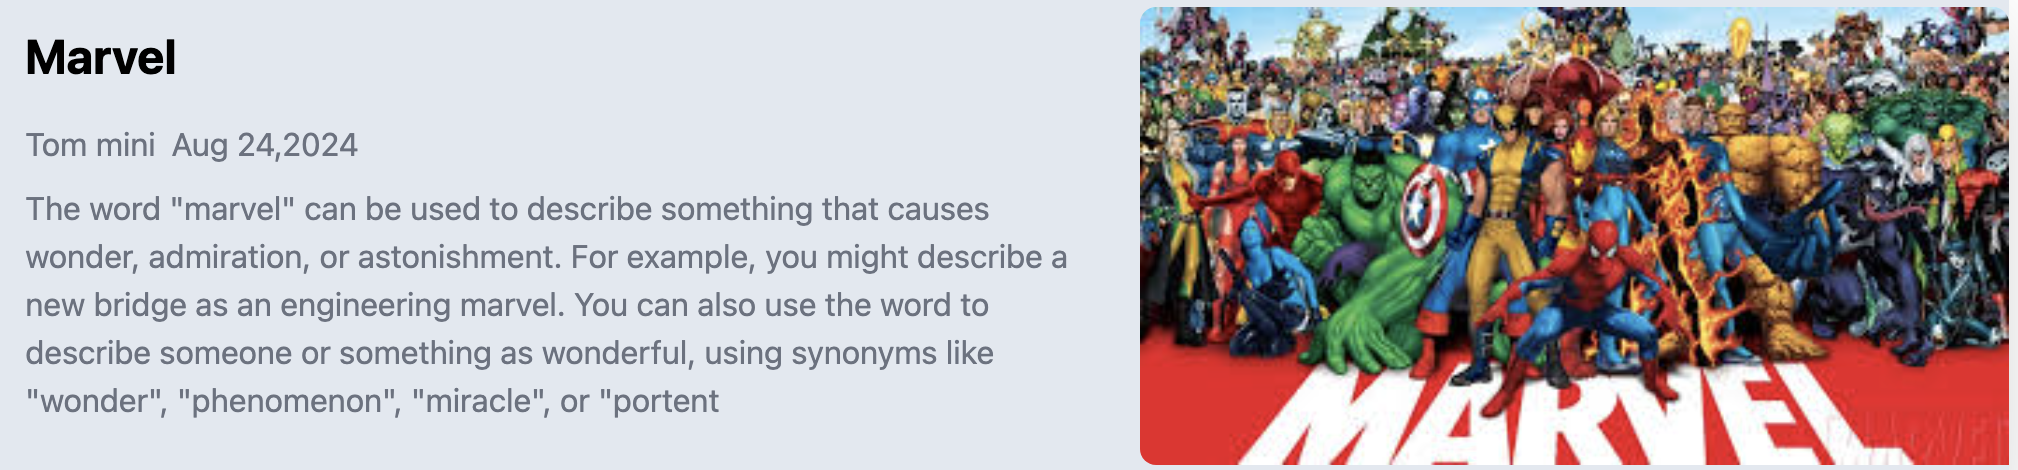 Marvel
Tom mini Aug 24,2024
The word "marvel" can be used to describe something that causes
wonder, admiration, or astonishment. For example, you might describe a
new bridge as an engineering marvel. You can also use the word to
describe someone or something as wonderful, using synonyms like
"wonder", "phenomenon", "miracle", or "portent
MARVEL